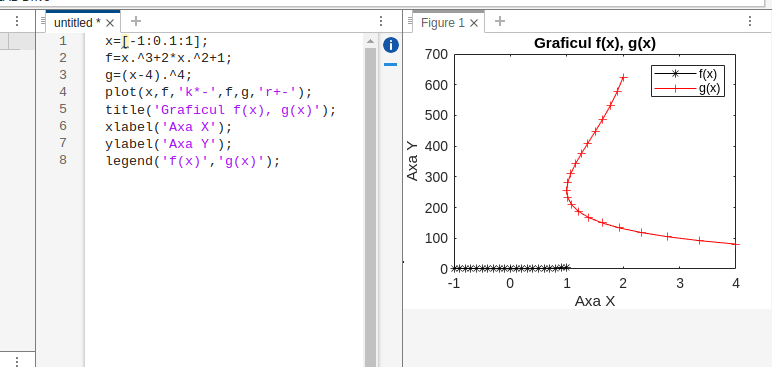 untitled * ×
1 x=[-1:0.1:1];
2 f=x.^3+2*x.^2+1;
3 g=(x-4).^4;
4 plot(x,f,'k*-',f,g,'r+-');
5 title('Graficul f(x), g(x)');
6 xlabel('Axa X');
7 ylabel('Axa Y');
8 legend('f(x)','g(x)');
Figure 1 × +
Graficul f(x), g(x)
f(x)
g(x)
Axa Y
700
600
500
400
300
200
100
0
-1 0 1 2 3 4
Axa X